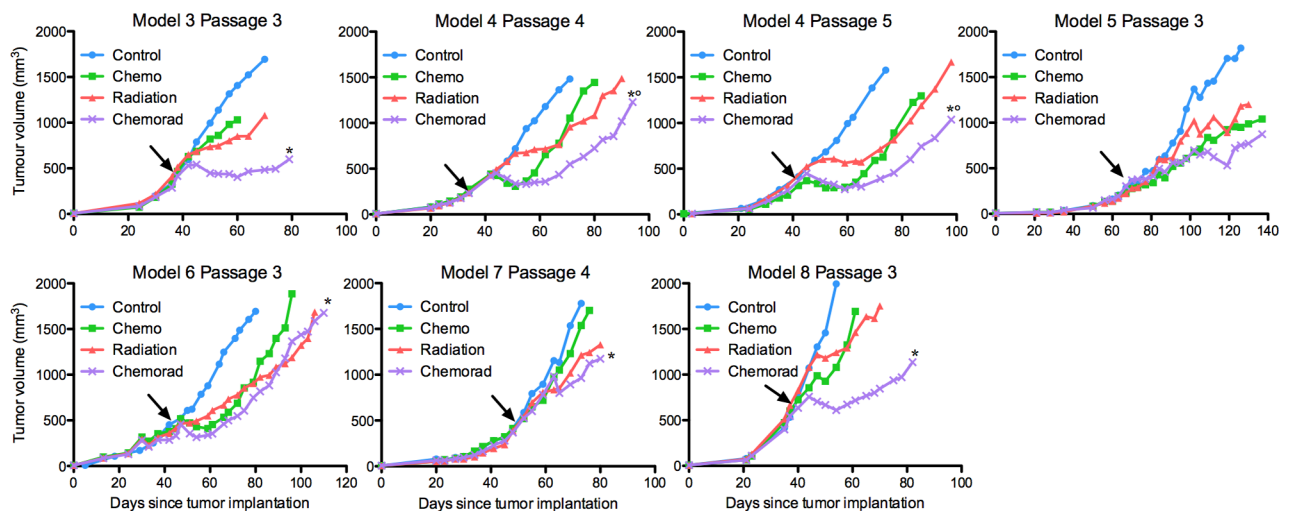 Model 3 Passage 3
Tumour volume (mm³)
2000
1500
1000
500
0
Control
Chemo
Radiation
Chemorad
*
0 20 40 60 80 100
Model 4 Passage 4
2000
1500
1000
500
0
Control
Chemo
Radiation
Chemorad
*°
0 20 40 60 80 100
Model 4 Passage 5
2000
1500
1000
500
0
Control
Chemo
Radiation
Chemorad
*°
0 20 40 60 80 100
Model 5 Passage 3
2000
1500
1000
500
0
Control
Chemo
Radiation
Chemorad
0 20 40 60 80 100 120 140
Model 6 Passage 3
Tumor volume (mm³)
2000
1500
1000
500
0
Control
Chemo
Radiation
Chemorad
*
0 20 40 60 80 100 120
Days since tumor implantation
Model 7 Passage 4
2000
1500
1000
500
0
Control
Chemo
Radiation
Chemorad
*
0 20 40 60 80 100
Days since tumor implantation
Model 8 Passage 3
2000
1500
1000
500
0
Control
Chemo
Radiation
Chemorad
*
0 20 40 60 80 100
Days since tumor implantation